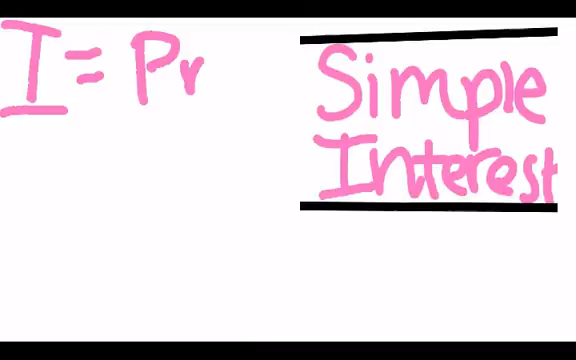 I = Pr
Simple
Interest